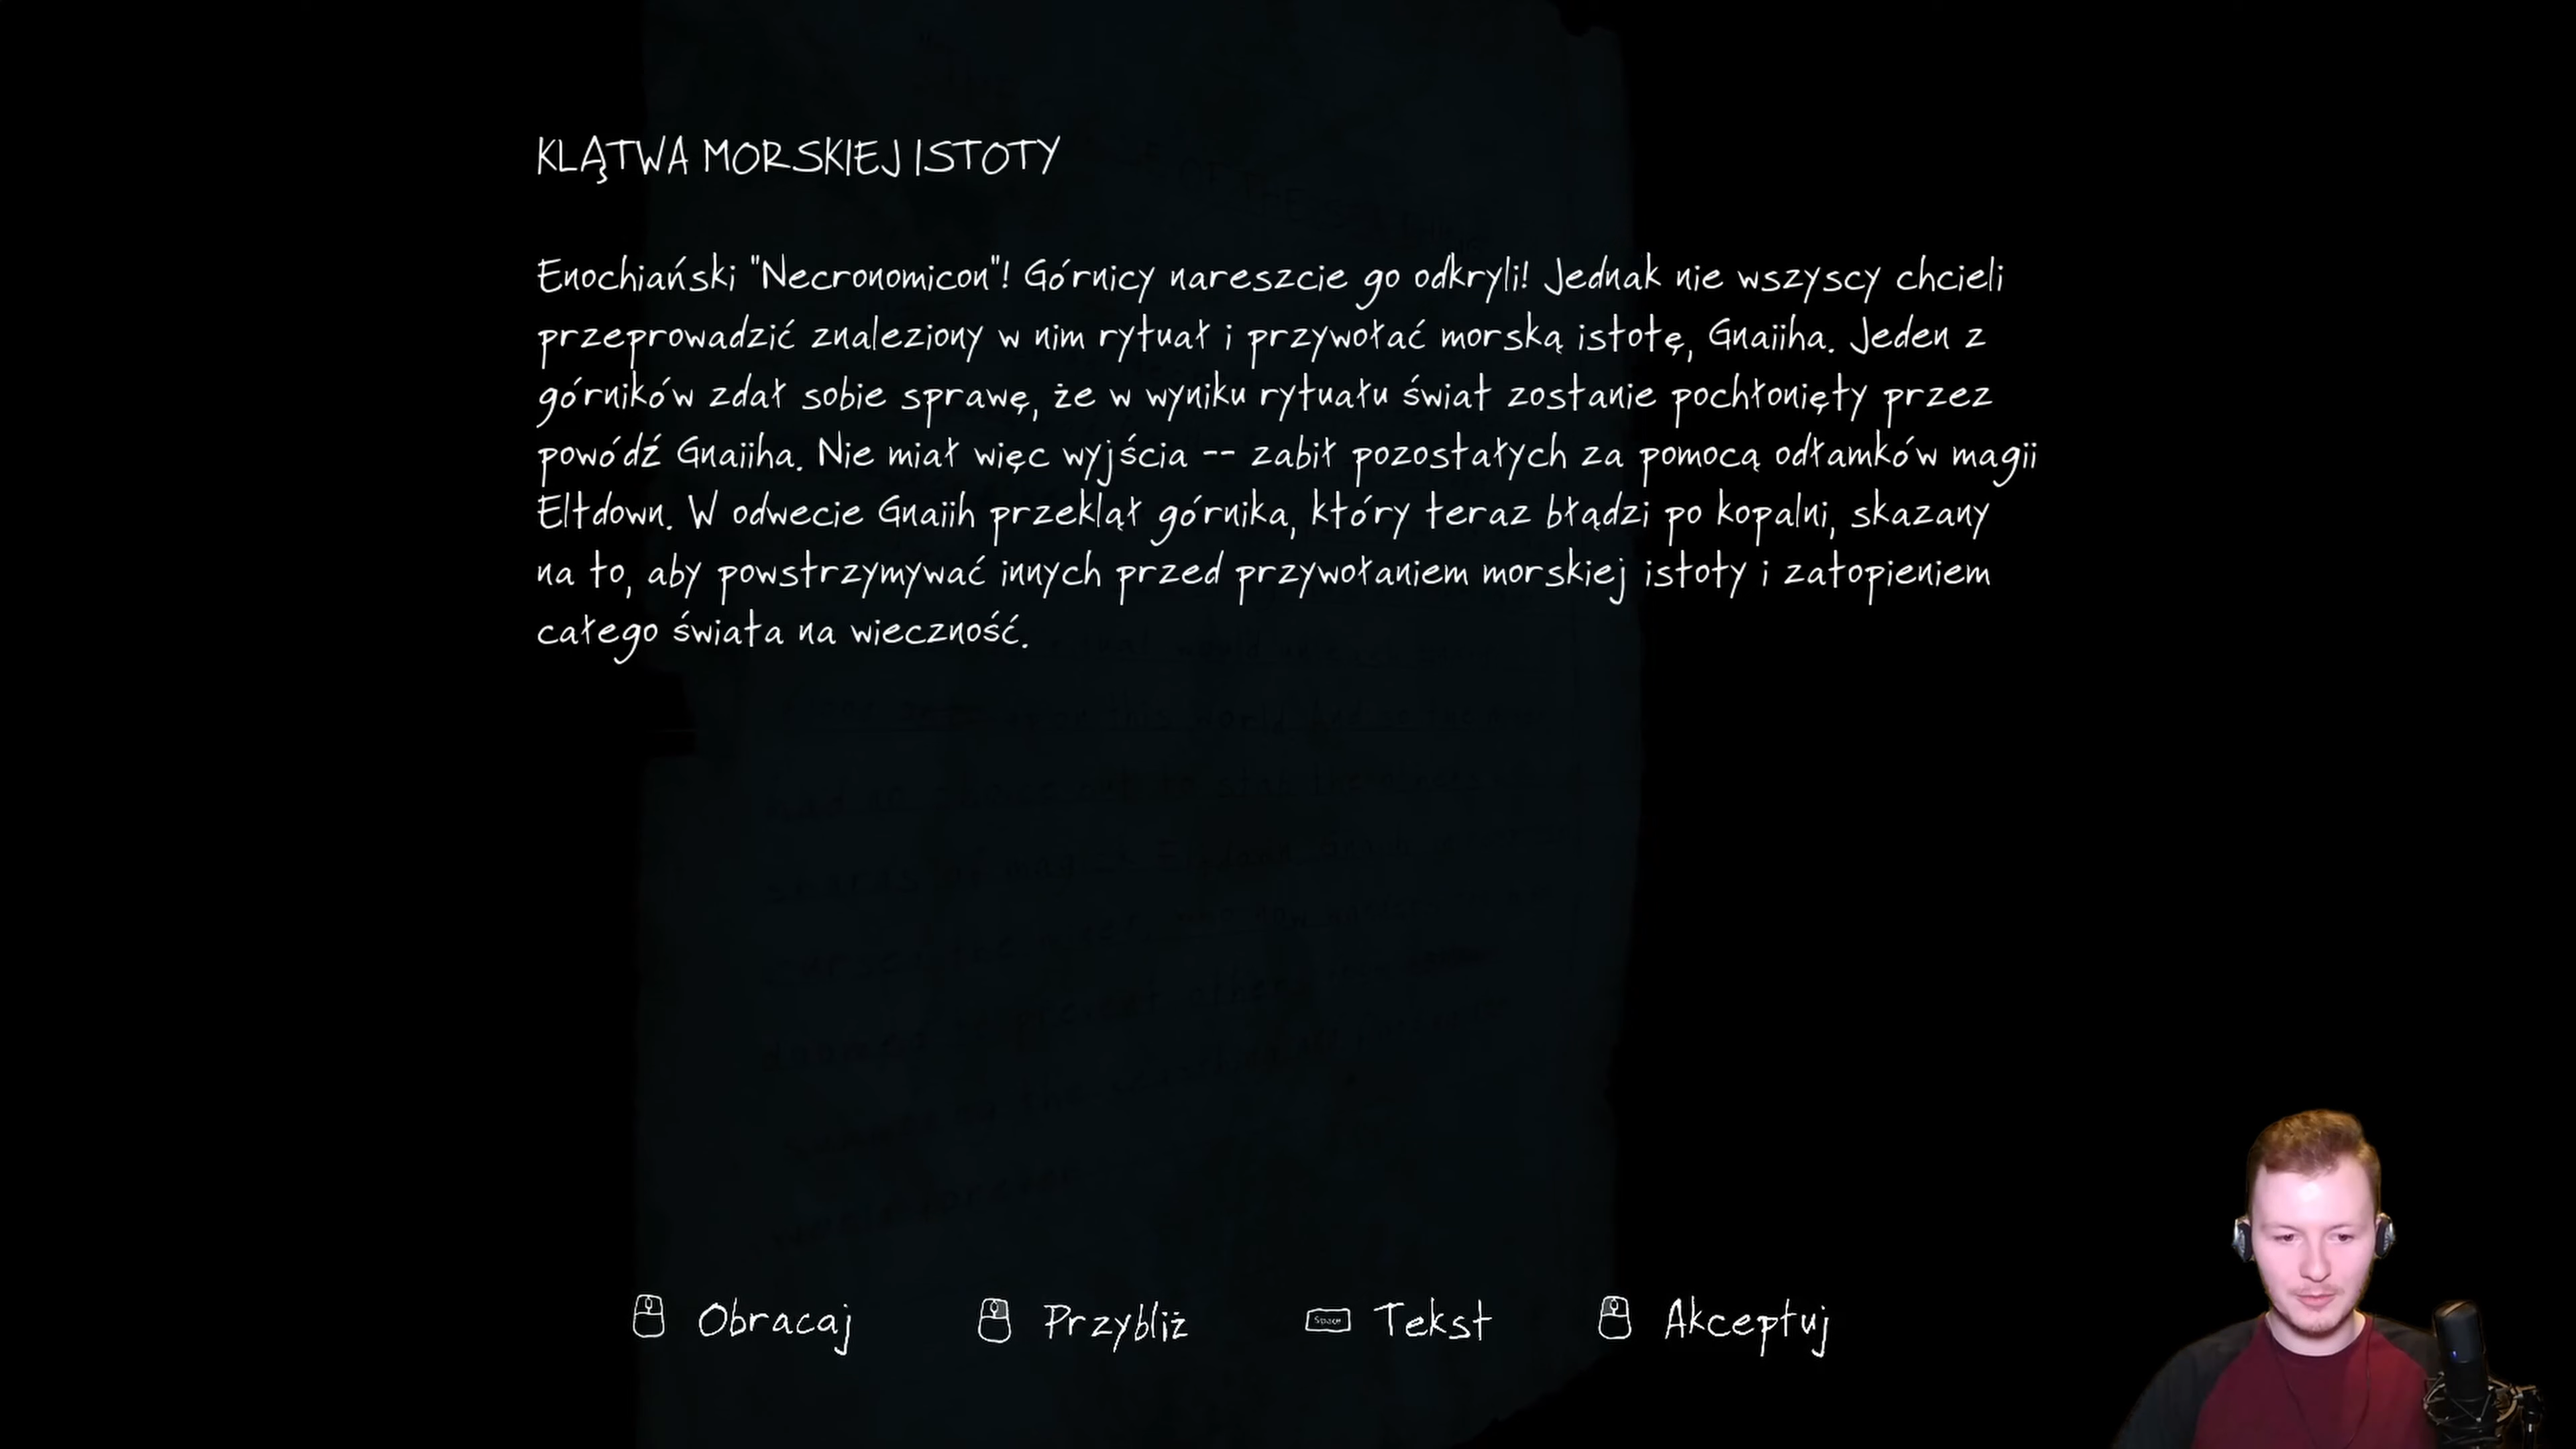 KLĄTWA MORSKIEJ ISTOTY
Enochiański "Necronomicon"! Górnicy nareszcie go odkryli! Jednak nie wszyscy chcieli
przeprowadzić znaleziony w nim rytuał i przywołać morską istotę, Gnaiiha. Jeden z
górników zdał sobie sprawę, że w wyniku rytuału świat zostanie pochłonięty przez
powódź Gnaiiha. Nie miał więc wyjścia -- zabił pozostałych za pomocą odłamków magii
Eltdown. W odwecie Gnaiih przeklął górnika, który teraz błądzi po kopalni, skazany
na to, aby powstrzymywać innych przed przywołaniem morskiej istoty i zatopieniem
całego świata na wieczność.
Obracaj Przybliż Space Tekst Akceptuj